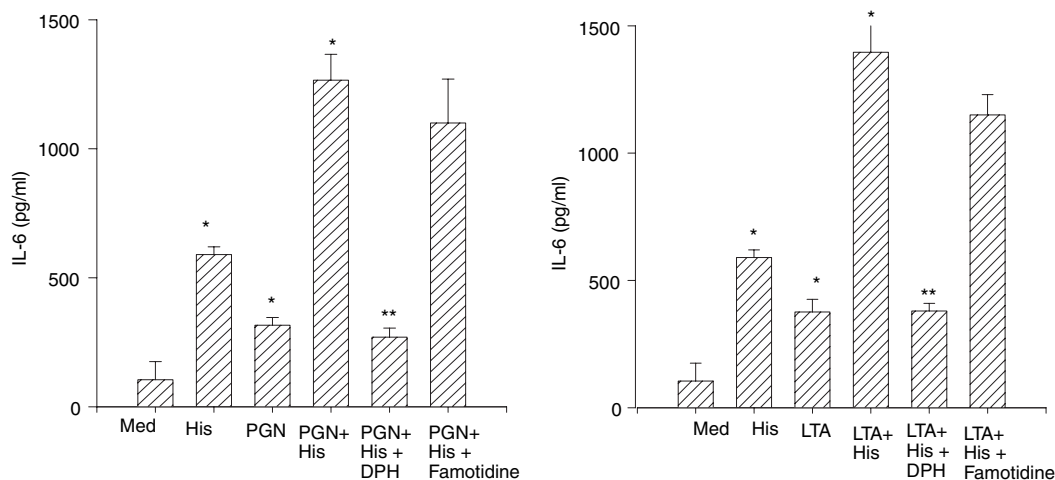 1500
1000
500
0
IL-6 (pg/ml)
*
*
*
**
Med
His
PGN
PGN+
His
PGN+
His +
DPH
PGN+
His +
Famotidine
1500
1000
500
0
IL-6 (pg/ml)
*
*
*
**
Med
His
LTA
LTA+
His
LTA+
His +
DPH
LTA+
His +
Famotidine